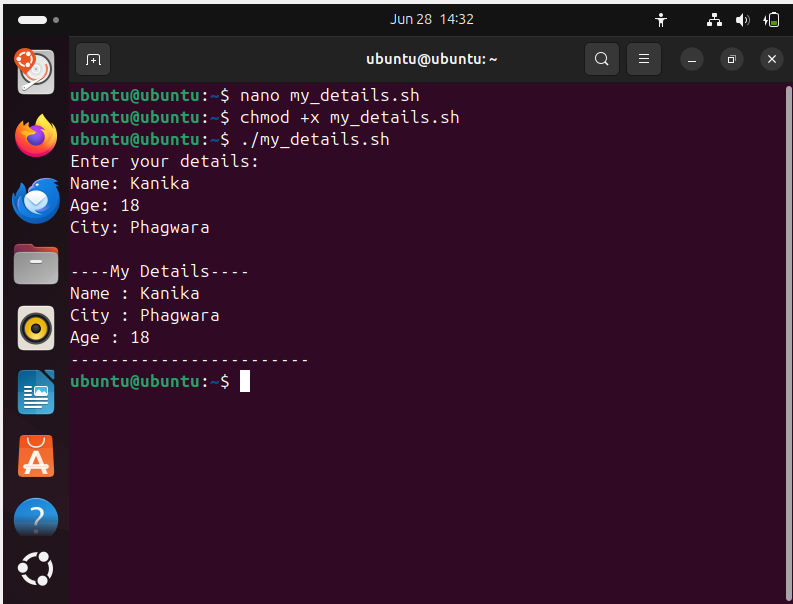 Jun 28 14:32
ubuntu@ubuntu: ~
ubuntu@ubuntu:~$ nano my_details.sh
ubuntu@ubuntu:~$ chmod +x my_details.sh
ubuntu@ubuntu:~$ ./my_details.sh
Enter your details:
Name: Kanika
Age: 18
City: Phagwara

----My Details----
Name : Kanika
City : Phagwara
Age : 18
------------------------
ubuntu@ubuntu:~$